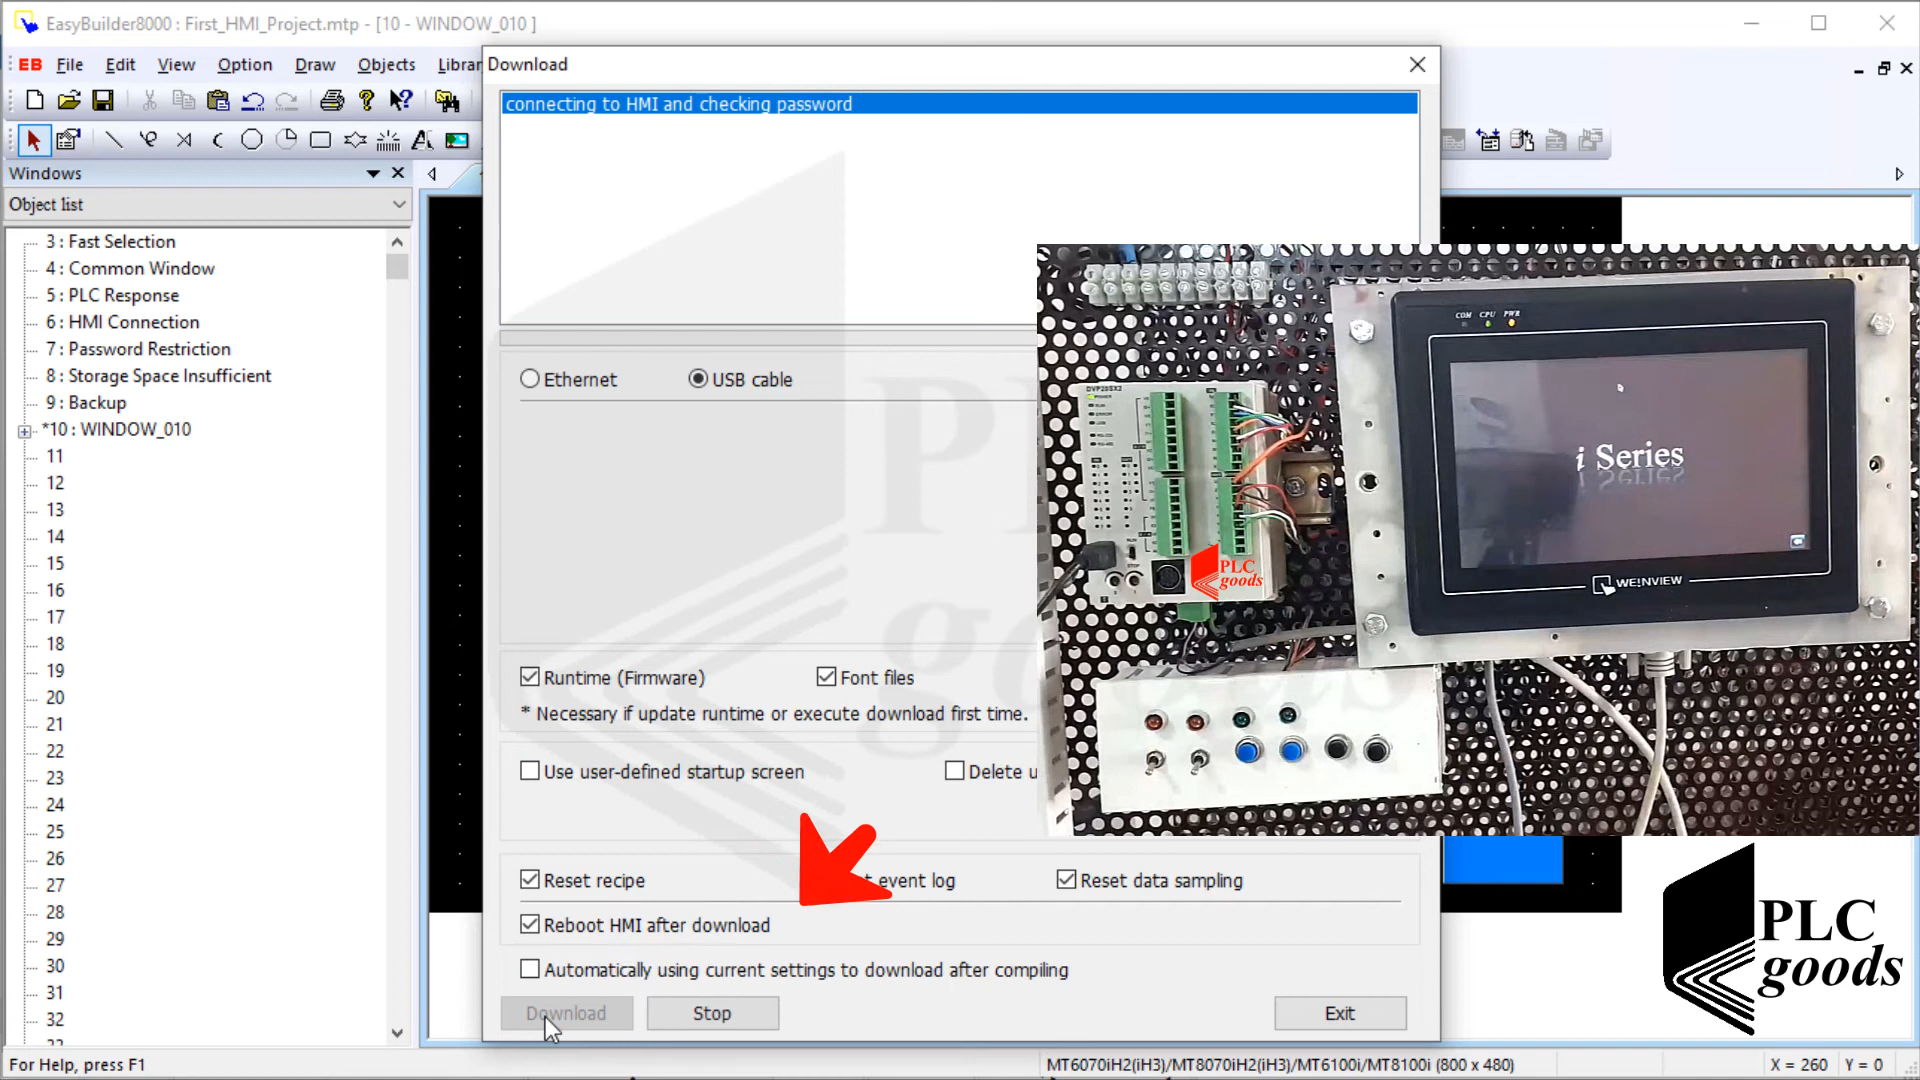 EasyBuilder8000 : First_HMI_Project.mtp - [10 - WINDOW_010 ]
EB File Edit View Option Draw Objects Librar
Download
connecting to HMI and checking password
Windows
Object list
3 : Fast Selection
4 : Common Window
5 : PLC Response
6 : HMI Connection
7 : Password Restriction
8 : Storage Space Insufficient
9 : Backup
*10 : WINDOW_010
11
12
13
14
15
16
17
18
19
20
21
22
23
24
25
26
27
28
29
30
31
32
Ethernet USB cable
Runtime (Firmware) Font files
* Necessary if update runtime or execute download first time.
Use user-defined startup screen Delete u
Reset recipe t event log Reset data sampling
Reboot HMI after download
Automatically using current settings to download after compiling
Download Stop Exit
COM CPU PWR
i Series
WEINVIEW
DVP20SX2
PLC
goods
PLC
goods
PLC
goods
For Help, press F1
MT6070iH2(iH3)/MT8070iH2(iH3)/MT6100i/MT8100i (800 x 480)
X = 260 Y = 0